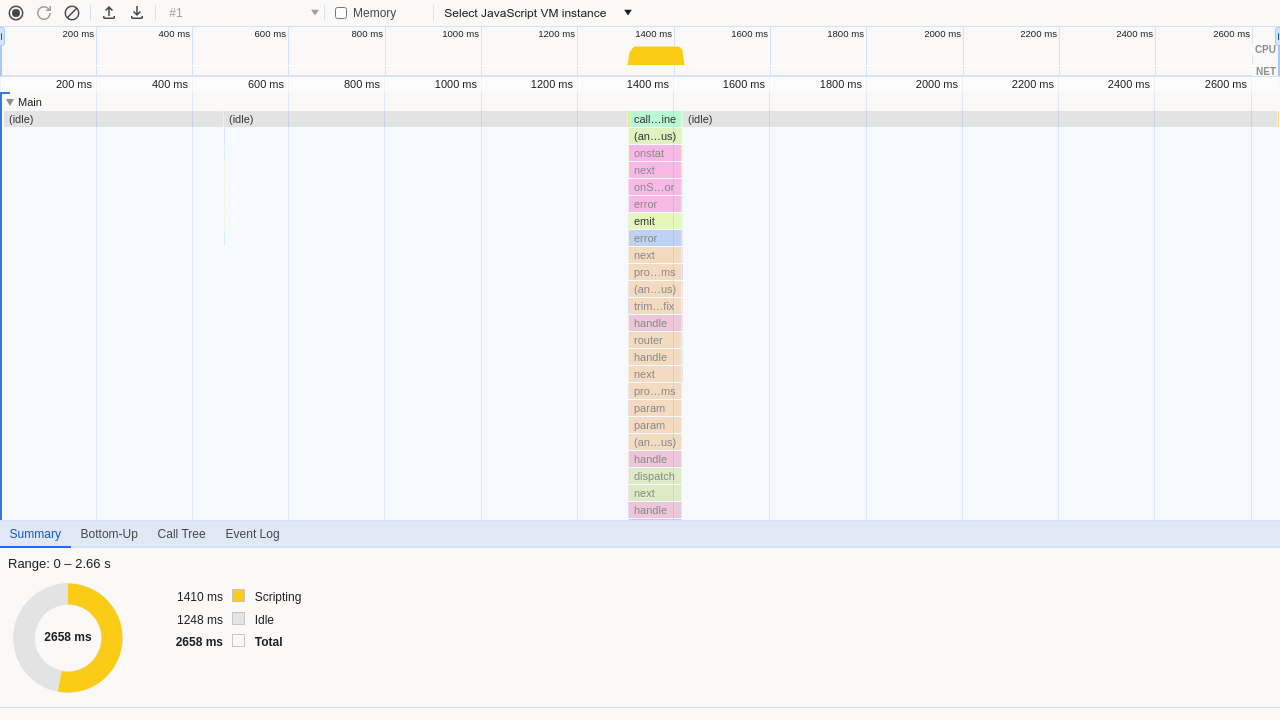 #1 Memory Select JavaScript VM instance
200 ms 400 ms 600 ms 800 ms 1000 ms 1200 ms 1400 ms 1600 ms 1800 ms 2000 ms 2200 ms 2400 ms 2600 ms
CPU
NET
200 ms 400 ms 600 ms 800 ms 1000 ms 1200 ms 1400 ms 1600 ms 1800 ms 2000 ms 2200 ms 2400 ms 2600 ms
Main
(idle) (idle) call…ine (idle)
(an…us)
onstat
next
onS…or
error
emit
error
next
pro…ms
(an…us)
trim…fix
handle
router
handle
next
pro…ms
param
param
(an…us)
handle
dispatch
next
handle
Summary Bottom-Up Call Tree Event Log
Range: 0 – 2.66 s
1410 ms Scripting
1248 ms Idle
2658 ms Total
2658 ms